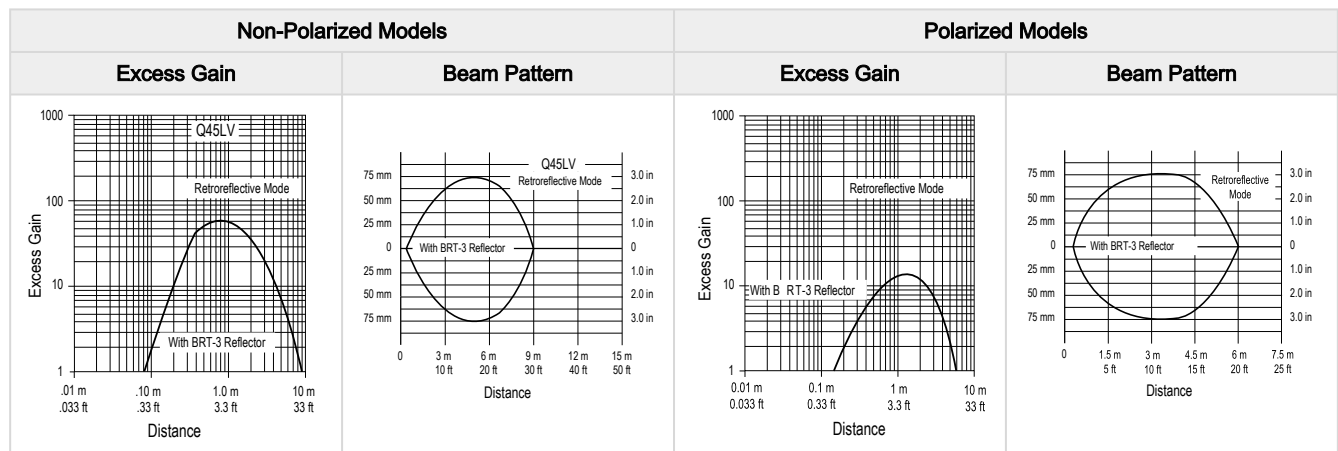 Non-Polarized Models
Polarized Models
Excess Gain
Beam Pattern
Excess Gain
Beam Pattern
1000
100
10
1
Excess Gain
Q45LV
Retroreflective Mode
With BRT-3 Reflector
.01 m
.033 ft
.10 m
.33 ft
1.0 m
3.3 ft
10 m
33 ft
Distance
75 mm
50 mm
25 mm
0
25 mm
50 mm
75 mm
Q45LV
Retroreflective Mode
With BRT-3 Reflector
3.0 in
2.0 in
1.0 in
0
1.0 in
2.0 in
3.0 in
0
3 m
10 ft
6 m
20 ft
9 m
30 ft
12 m
40 ft
15 m
50 ft
Distance
1000
100
10
1
Excess Gain
Retroreflective Mode
With B RT-3 Reflector
0.01 m
0.033 ft
0.1 m
0.33 ft
1 m
3.3 ft
10 m
33 ft
Distance
75 mm
50 mm
25 mm
0
25 mm
50 mm
75 mm
Retroreflective
Mode
With BRT-3 Reflector
3.0 in
2.0 in
1.0 in
0
1.0 in
2.0 in
3.0 in
0
1.5 m
5 ft
3 m
10 ft
4.5 m
15 ft
6 m
20 ft
7.5 m
25 ft
Distance